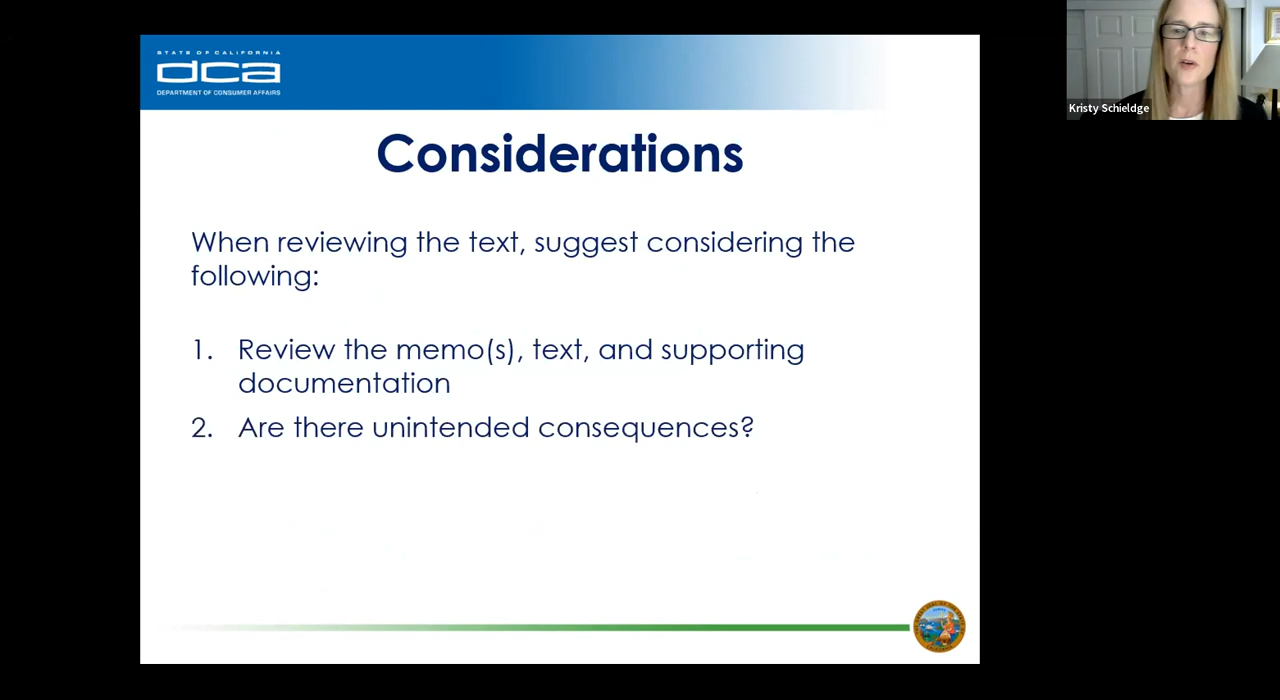 STATE OF CALIFORNIA
dca
DEPARTMENT OF CONSUMER AFFAIRS
Kristy Schieldge
Considerations
When reviewing the text, suggest considering the
following:
1. Review the memo(s), text, and supporting
documentation
2. Are there unintended consequences?